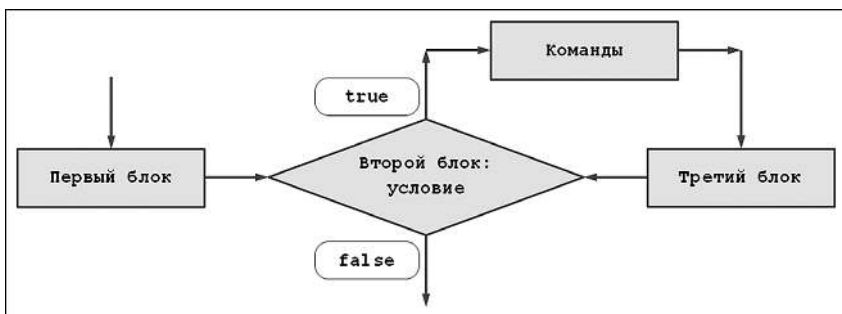 Команды
true
Первый блок
Второй блок:
условие
Третий блок
false